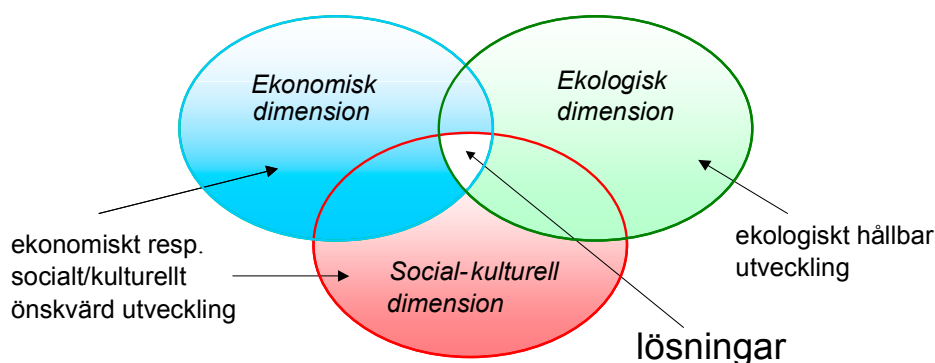 Ekonomisk
dimension
Ekologisk
dimension
ekonomiskt resp.
socialt/kulturellt
önskvärd utveckling
Social-kulturell
dimension
ekologiskt hållbar
utveckling
lösningar